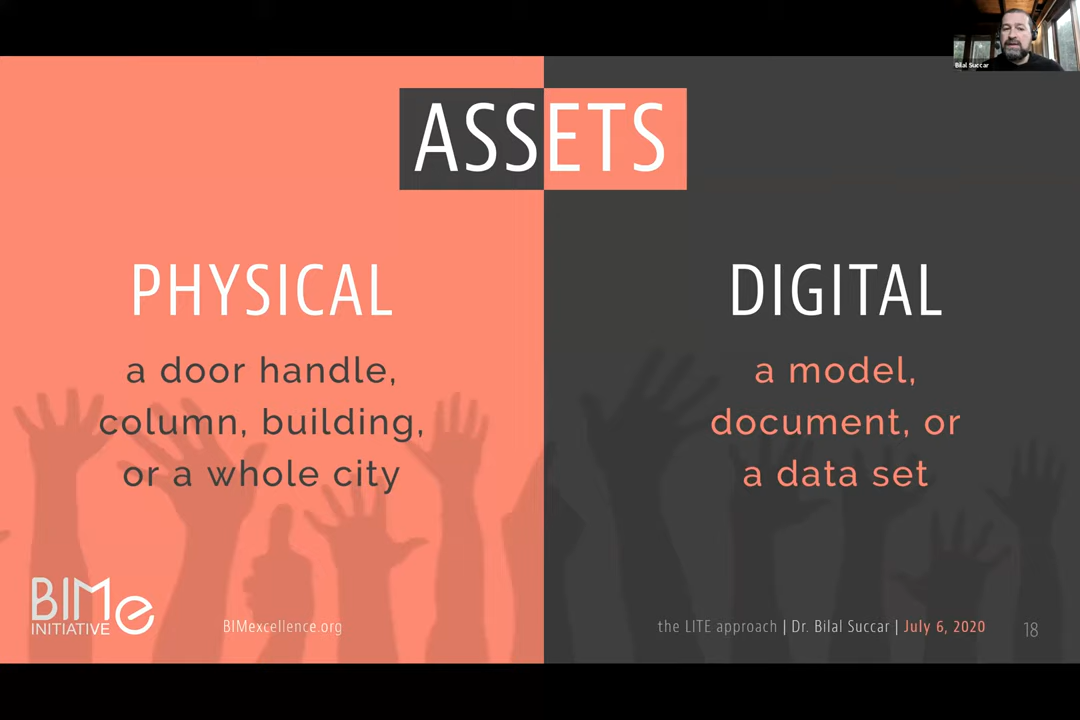 Bilal Succar
ASSETS
PHYSICAL
a door handle,
column, building,
or a whole city
DIGITAL
a model,
document, or
a data set
BIMe
INITIATIVE
BIMexcellence.org
the LITE approach | Dr. Bilal Succar | July 6, 2020
18